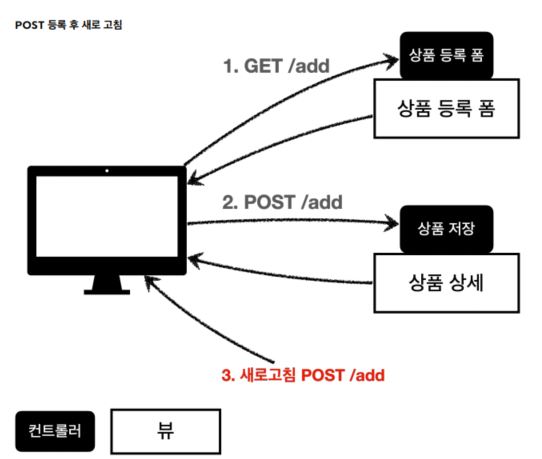 POST 등록 후 새로 고침
1. GET /add
상품 등록 폼
상품 등록 폼
2. POST /add
상품 저장
상품 상세
3. 새로고침 POST /add
컨트롤러
뷰